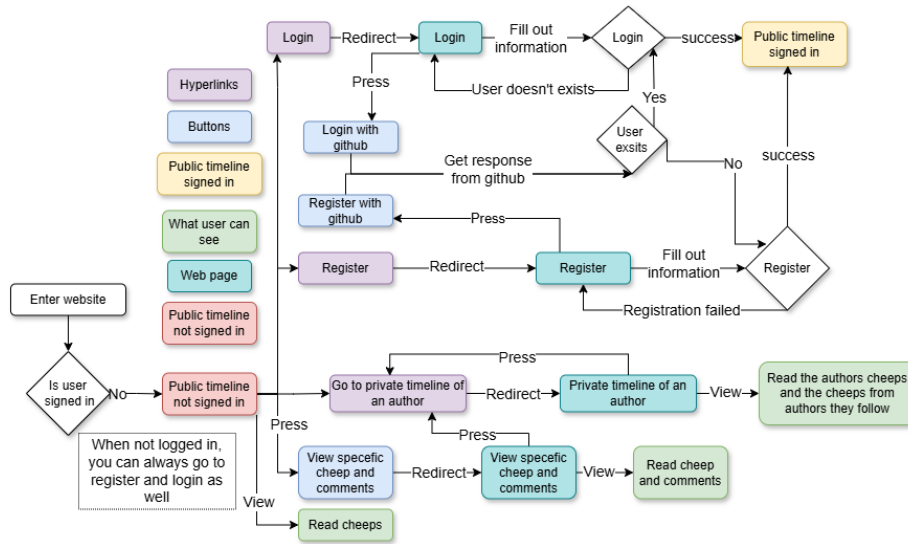 Login
Redirect
Login
Fill out
information
Login
success
Public timeline
signed in
Hyperlinks
Press
User doesn't exists
Yes
Buttons
Login with
github
User
exsits
Public timeline
signed in
Get response
from github
No
success
Register with
github
Press
What user can
see
Web page
Register
Redirect
Register
Fill out
information
Register
Enter website
Public timeline
not signed in
Registration failed
Is user
signed in
No
Public timeline
not signed in
Press
Go to private timeline of
an author
Redirect
Private timeline of an
author
View
Read the authors cheeps
and the cheeps from
authors they follow
Press
Press
When not logged in,
you can always go to
register and login as
well
View specefic
cheep and
comments
Redirect
View specefic
cheep and
comments
View
Read cheep
and comments
View
Read cheeps